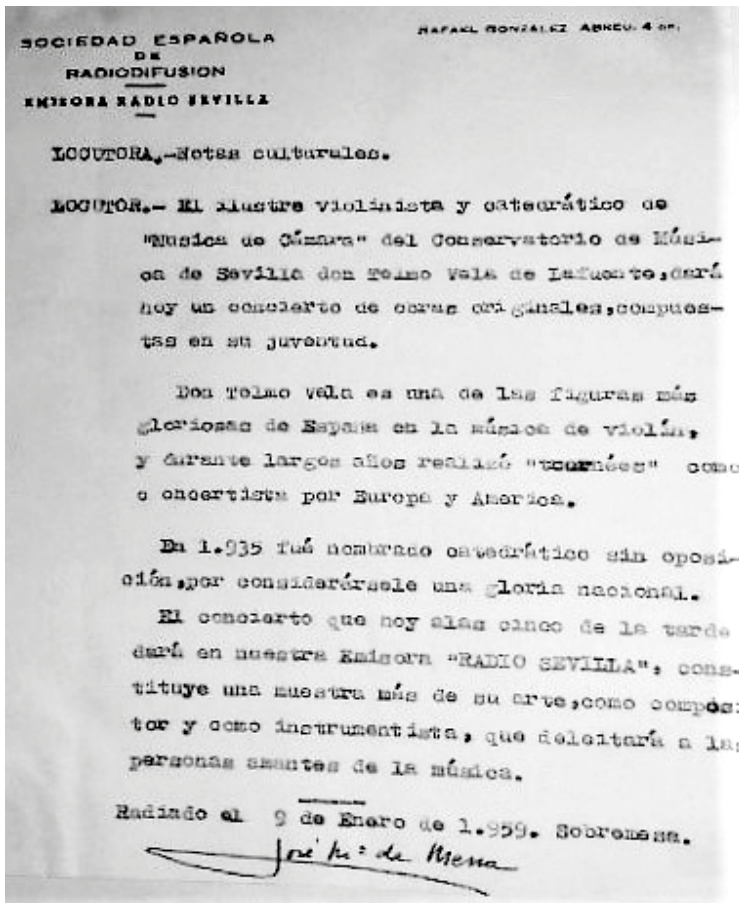 SOCIEDAD ESPAÑOLA
DE
RADIODIFUSION
EMISORA RADIO SEVILLA
RAFAEL GONZALEZ ABREU. 4
LOCUTORA.-Notas culturales.
LOCUTOR.- El ilustre violinista y catedrático de
"Musica de Cámara" del Conservatorio de Músi-
ca de Sevilla don Telmo Vela de Lafuente,dará
hoy un concierto de obras originales,compues-
tas en su juventud.
Don Telmo Vela es una de las figuras más
gloriosas de España en la música de violín,
y durante largos años realizó "tournées" como
c oncertista por Europa y America.
En 1.935 fué nombrado catedrático sin oposi-
ción,por considerársele una gloria nacional.
El concierto que hoy alas cinco de la tarde
dará en nuestra Emisora "RADIO SEVILLA", cons-
tituye una muestra más de su arte,como composi
tor y como instrumentista, que deleitará a las
personas amantes de la música.
Radiado el 9 de Enero de 1.959. Sobremesa.
José Mª de Mena